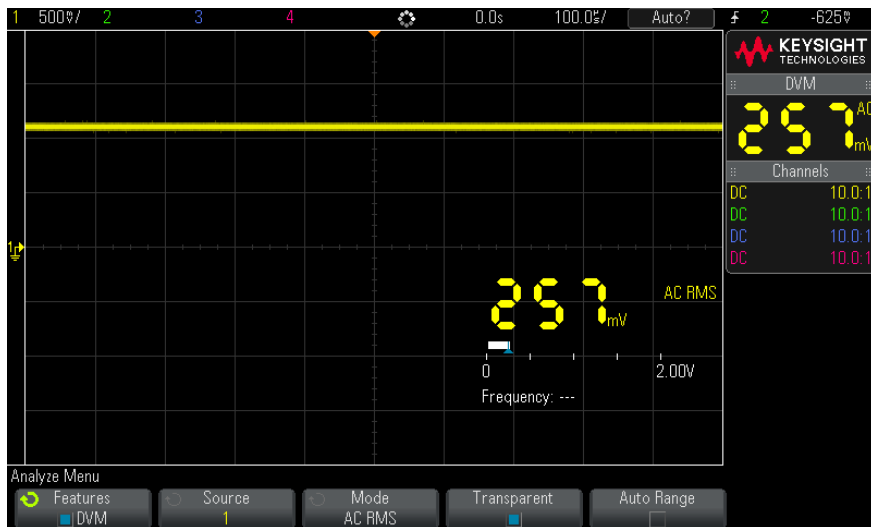 1 500mV/ 2 3 4 0.0s 100.0µs/ Auto? 2 -625mV
KEYSIGHT
TECHNOLOGIES
DVM
257 AC mV
Channels
DC 10.0:1
DC 10.0:1
DC 10.0:1
DC 10.0:1
1
257 mV AC RMS
0 2.00V
Frequency: ---
Analyze Menu
Features Source Mode Transparent Auto Range
DVM 1 AC RMS